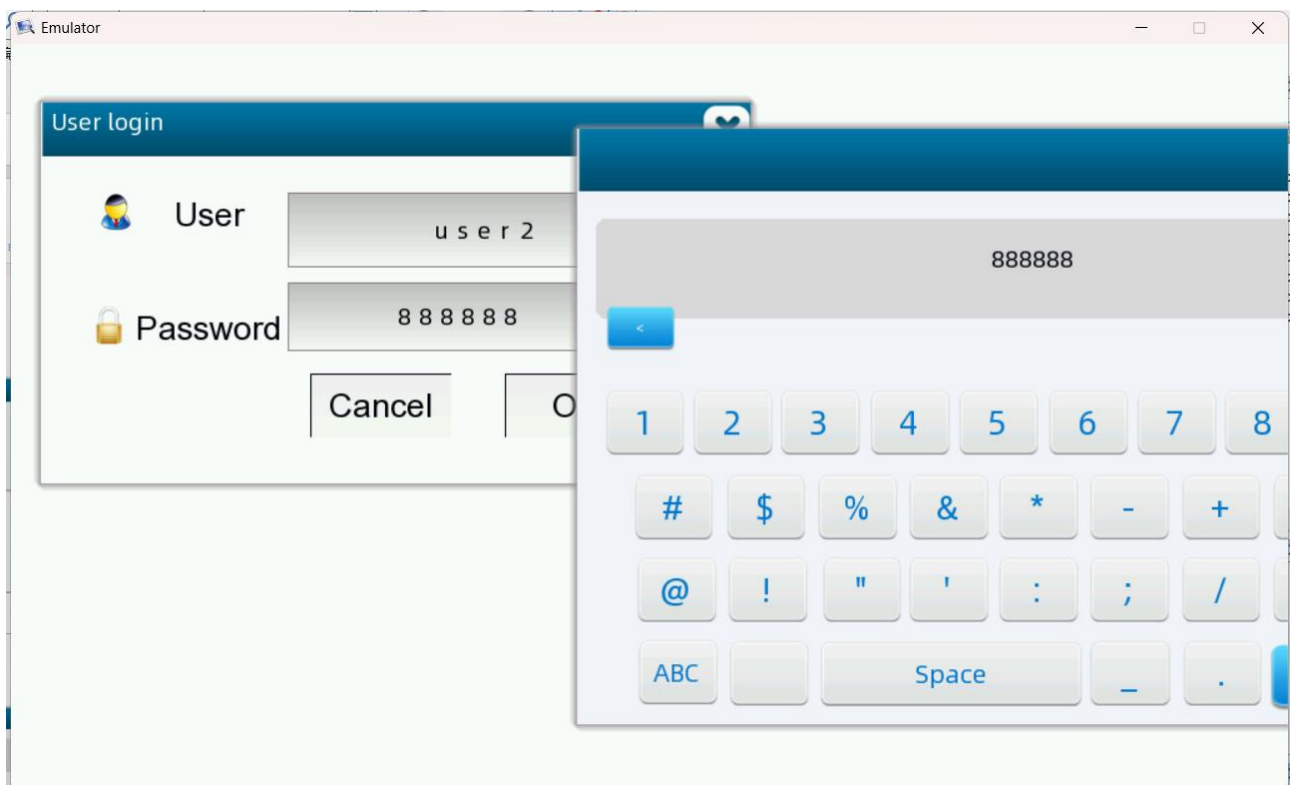 Emulator
User login
User
user2
Password
888888
Cancel
O
888888
<
1 2 3 4 5 6 7 8
# $ % & * - +
@ ! " ' : ; /
ABC Space _ .